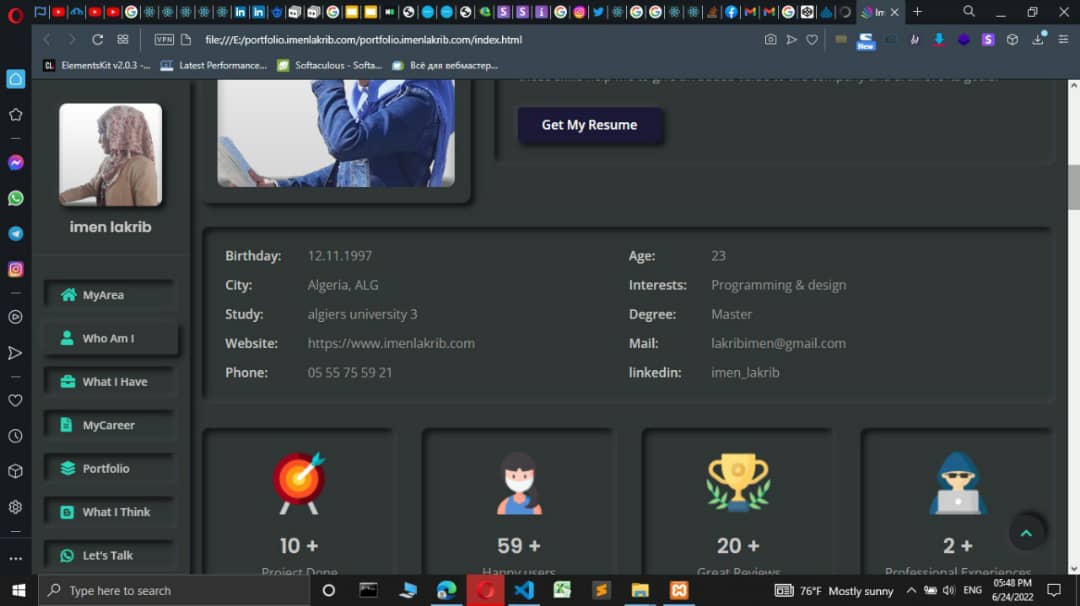 Im
VPN
file:///E:/portfolio.imenlakrib.com/portfolio.imenlakrib.com/index.html
New
ElementsKit v2.0.3 -...
Latest Performance...
Softaculous - Softa...
Всё для вебмастер...
Get My Resume
imen lakrib
MyArea
Who Am I
What I Have
MyCareer
Portfolio
What I Think
Let's Talk
Birthday: 12.11.1997 Age: 23
City: Algeria, ALG Interests: Programming & design
Study: algiers university 3 Degree: Master
Website: https://www.imenlakrib.com Mail: lakribimen@gmail.com
Phone: 05 55 75 59 21 linkedin: imen_lakrib
10 + 59 + 20 + 2 +
Project Done Happy users Great Reviews Professional Experiences
Type here to search
76°F Mostly sunny
ENG
05:48 PM
6/24/2022